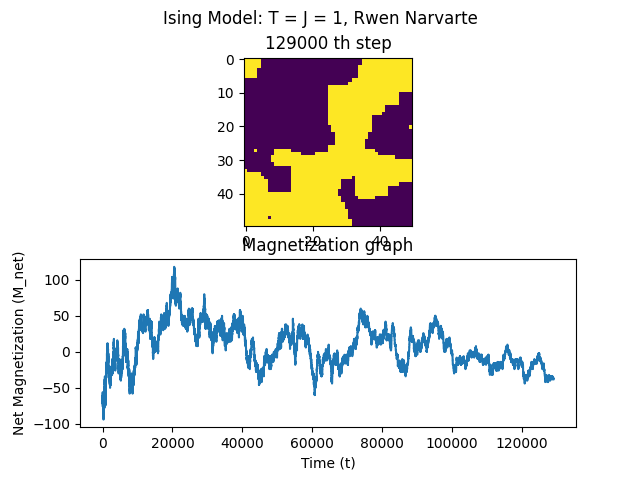 Ising Model: T = J = 1, Rwen Narvarte
129000 th step
0
10
20
30
40
0 20 40
Magnetization graph
Net Magnetization (M_net)
100
50
0
−50
−100
0 20000 40000 60000 80000 100000 120000
Time (t)